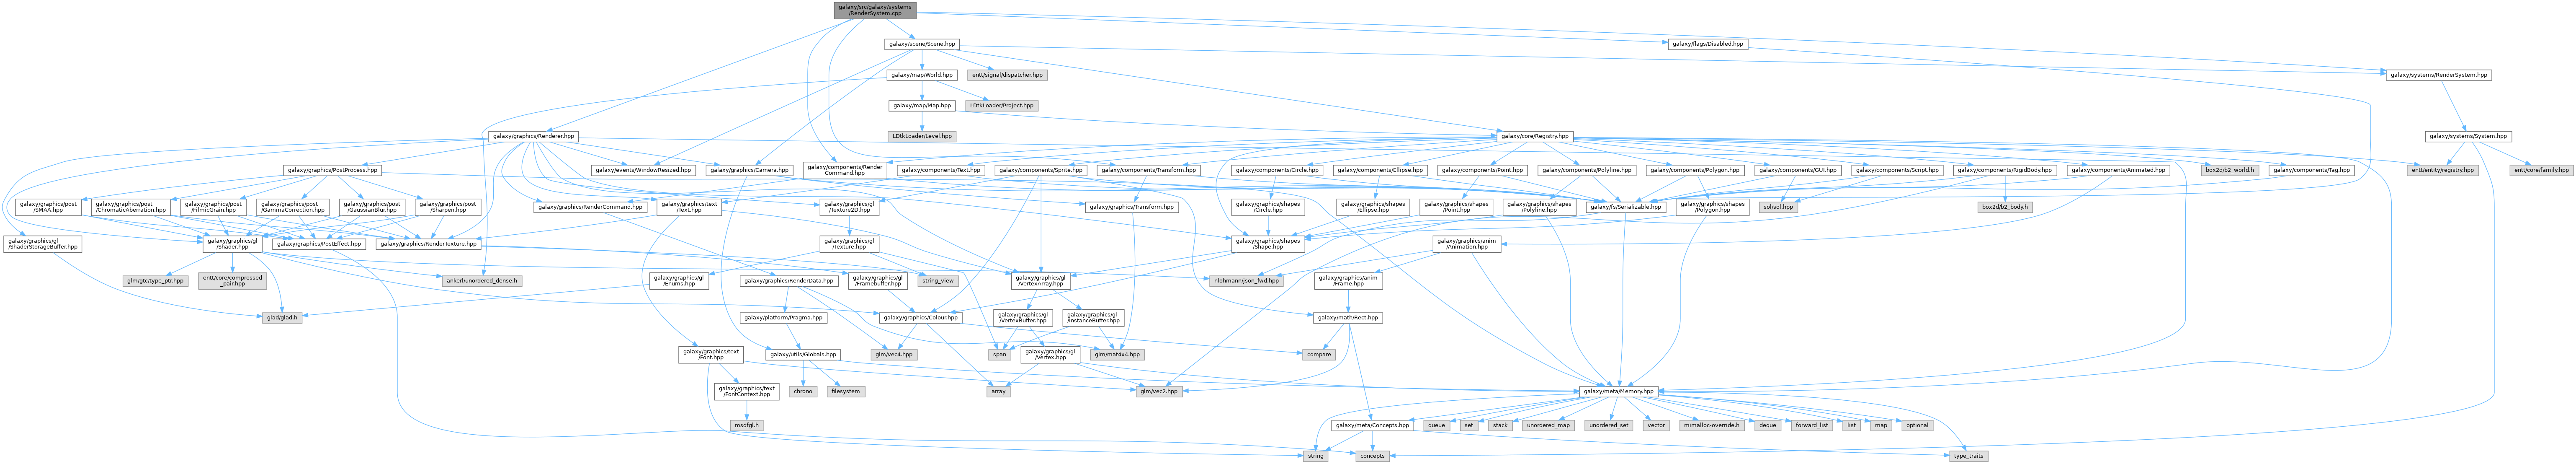 galaxy/src/galaxy/systems
/RenderSystem.cpp
galaxy/scene/Scene.hpp
galaxy/flags/Disabled.hpp
galaxy/map/World.hpp
entt/signal/dispatcher.hpp
galaxy/systems/RenderSystem.hpp
galaxy/map/Map.hpp
LDtkLoader/Project.hpp
galaxy/graphics/Renderer.hpp
LDtkLoader/Level.hpp
galaxy/core/Registry.hpp
galaxy/systems/System.hpp
galaxy/graphics/PostProcess.hpp
galaxy/events/WindowResized.hpp
galaxy/graphics/Camera.hpp
galaxy/components/Render
Command.hpp
galaxy/components/Text.hpp
galaxy/components/Sprite.hpp
galaxy/components/Transform.hpp
galaxy/components/Circle.hpp
galaxy/components/Ellipse.hpp
galaxy/components/Point.hpp
galaxy/components/Polyline.hpp
galaxy/components/Polygon.hpp
galaxy/components/GUI.hpp
galaxy/components/Script.hpp
galaxy/components/RigidBody.hpp
galaxy/components/Animated.hpp
box2d/b2_world.h
galaxy/components/Tag.hpp
entt/entity/registry.hpp
entt/core/family.hpp
galaxy/graphics/post
/SMAA.hpp
galaxy/graphics/post
/ChromaticAberration.hpp
galaxy/graphics/post
/FilmicGrain.hpp
galaxy/graphics/post
/GammaCorrection.hpp
galaxy/graphics/post
/GaussianBlur.hpp
galaxy/graphics/post
/Sharpen.hpp
galaxy/graphics/RenderCommand.hpp
galaxy/graphics/text
/Text.hpp
galaxy/graphics/gl
/Texture2D.hpp
galaxy/graphics/Transform.hpp
galaxy/graphics/shapes
/Circle.hpp
galaxy/graphics/shapes
/Ellipse.hpp
galaxy/graphics/shapes
/Point.hpp
galaxy/graphics/shapes
/Polyline.hpp
galaxy/fs/Serializable.hpp
galaxy/graphics/shapes
/Polygon.hpp
sol/sol.hpp
box2d/b2_body.h
galaxy/graphics/gl
/ShaderStorageBuffer.hpp
galaxy/graphics/gl
/Shader.hpp
galaxy/graphics/PostEffect.hpp
galaxy/graphics/RenderTexture.hpp
galaxy/graphics/gl
/Texture.hpp
galaxy/graphics/shapes
/Shape.hpp
galaxy/graphics/anim
/Animation.hpp
glm/gtc/type_ptr.hpp
entt/core/compressed
_pair.hpp
ankerl/unordered_dense.h
galaxy/graphics/gl
/Enums.hpp
galaxy/graphics/RenderData.hpp
galaxy/graphics/gl
/Framebuffer.hpp
string_view
galaxy/graphics/gl
/VertexArray.hpp
nlohmann/json_fwd.hpp
galaxy/graphics/anim
/Frame.hpp
glad/glad.h
galaxy/platform/Pragma.hpp
galaxy/graphics/Colour.hpp
galaxy/graphics/gl
/VertexBuffer.hpp
galaxy/graphics/gl
/InstanceBuffer.hpp
galaxy/math/Rect.hpp
galaxy/graphics/text
/Font.hpp
galaxy/utils/Globals.hpp
glm/vec4.hpp
span
galaxy/graphics/gl
/Vertex.hpp
glm/mat4x4.hpp
compare
galaxy/graphics/text
/FontContext.hpp
chrono
filesystem
array
glm/vec2.hpp
galaxy/meta/Memory.hpp
msdfgl.h
galaxy/meta/Concepts.hpp
queue
set
stack
unordered_map
unordered_set
vector
mimalloc-override.h
deque
forward_list
list
map
optional
string
concepts
type_traits